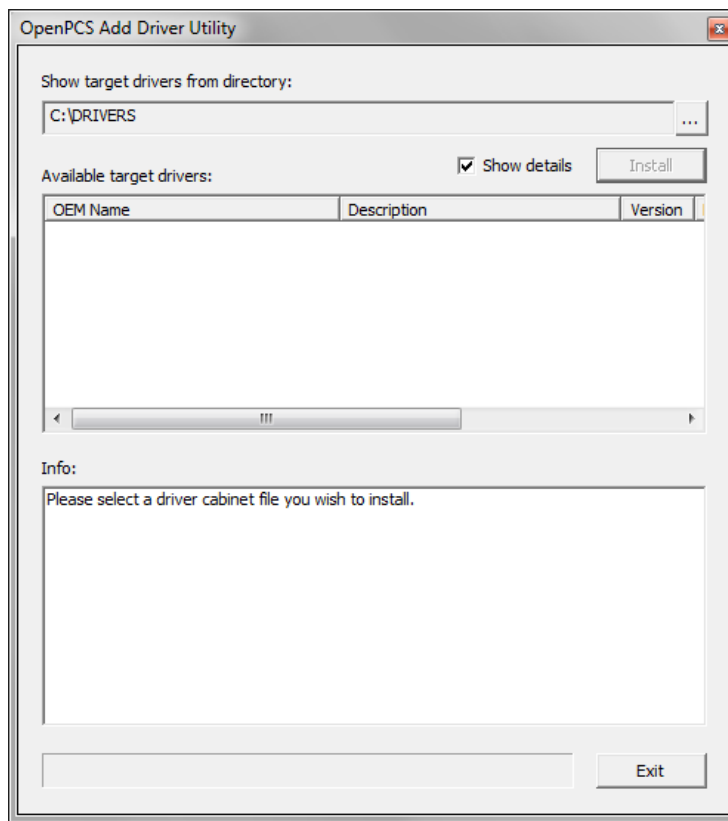 OpenPCS Add Driver Utility
Show target drivers from directory:
C:\DRIVERS
...
Show details
Install
Available target drivers:
OEM Name Description Version
Info:
Please select a driver cabinet file you wish to install.
Exit